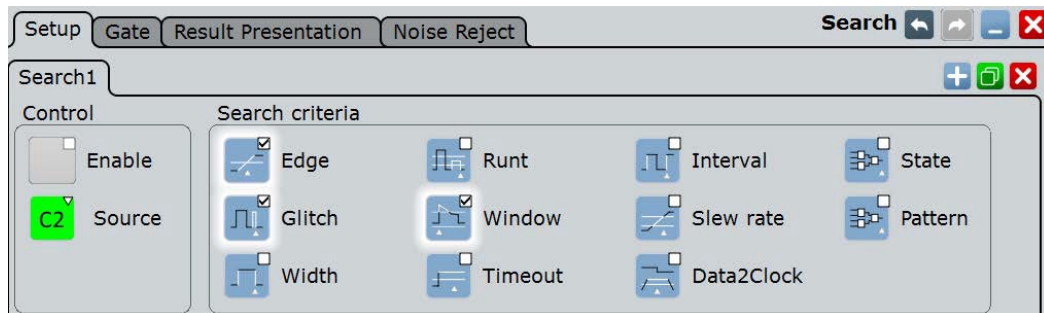 Setup Gate Result Presentation Noise Reject Search
Search1
Control Search criteria
Enable Edge Runt Interval State
C2 Source Glitch Window Slew rate Pattern
Width Timeout Data2Clock